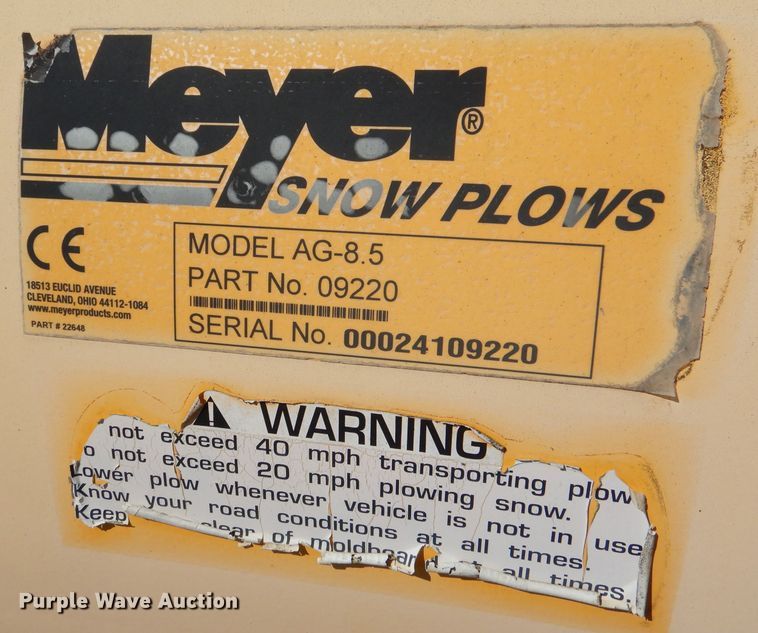 Meyer®
SNOW PLOWS
CE
18513 EUCLID AVENUE
CLEVELAND, OHIO 44112-1084
www.meyerproducts.com
PART # 22648
MODEL AG-8.5
PART No. 09220
SERIAL No. 00024109220
WARNING
not exceed 40 mph transporting plow
o not exceed 20 mph plowing snow.
Lower plow whenever vehicle is not in use
Know your road conditions at all times.
Keep clear of moldboard all times.
Purple Wave Auction